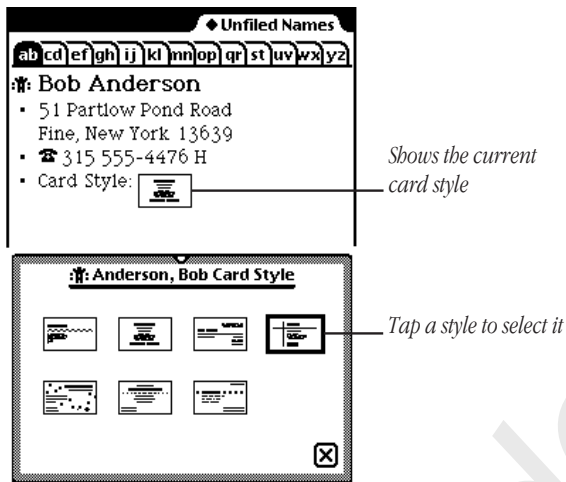 ◆ Unfiled Names
ab cd ef gh ij kl mn op qr st uv wx yz
Bob Anderson
• 51 Partlow Pond Road
Fine, New York 13639
• ☎ 315 555-4476 H
• Card Style:
Shows the current
card style
Anderson, Bob Card Style
Tap a style to select it